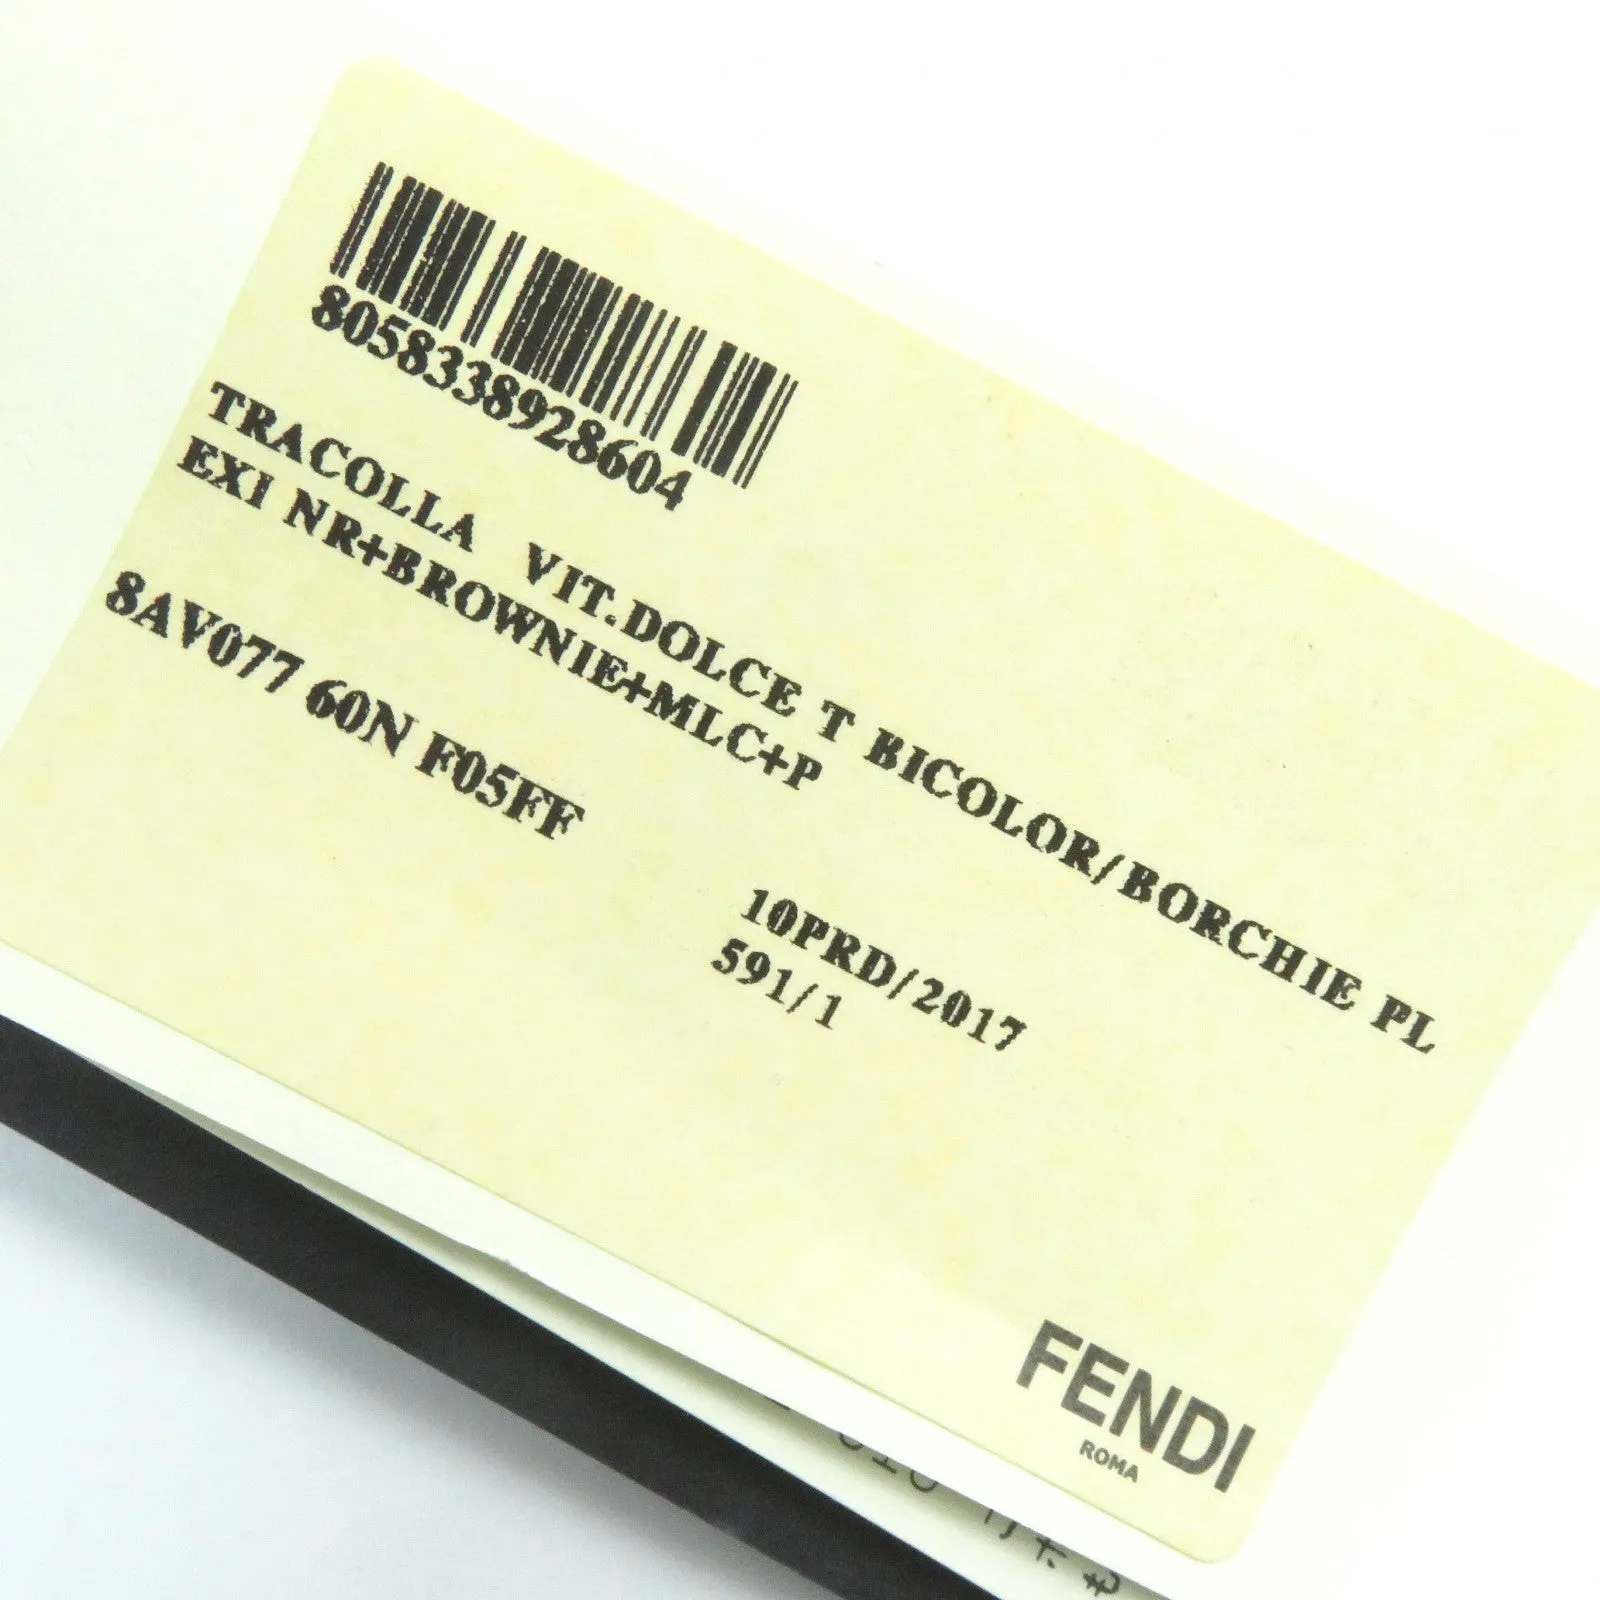 8058338928604
TRACOLLA VIT.DOLCE T BICOLOR/BORCHIE PL
EXI NR+BROWNIE+MLC+P
8AV077 60N F05FF
10PRD/2017
591/1
FENDI
ROMA